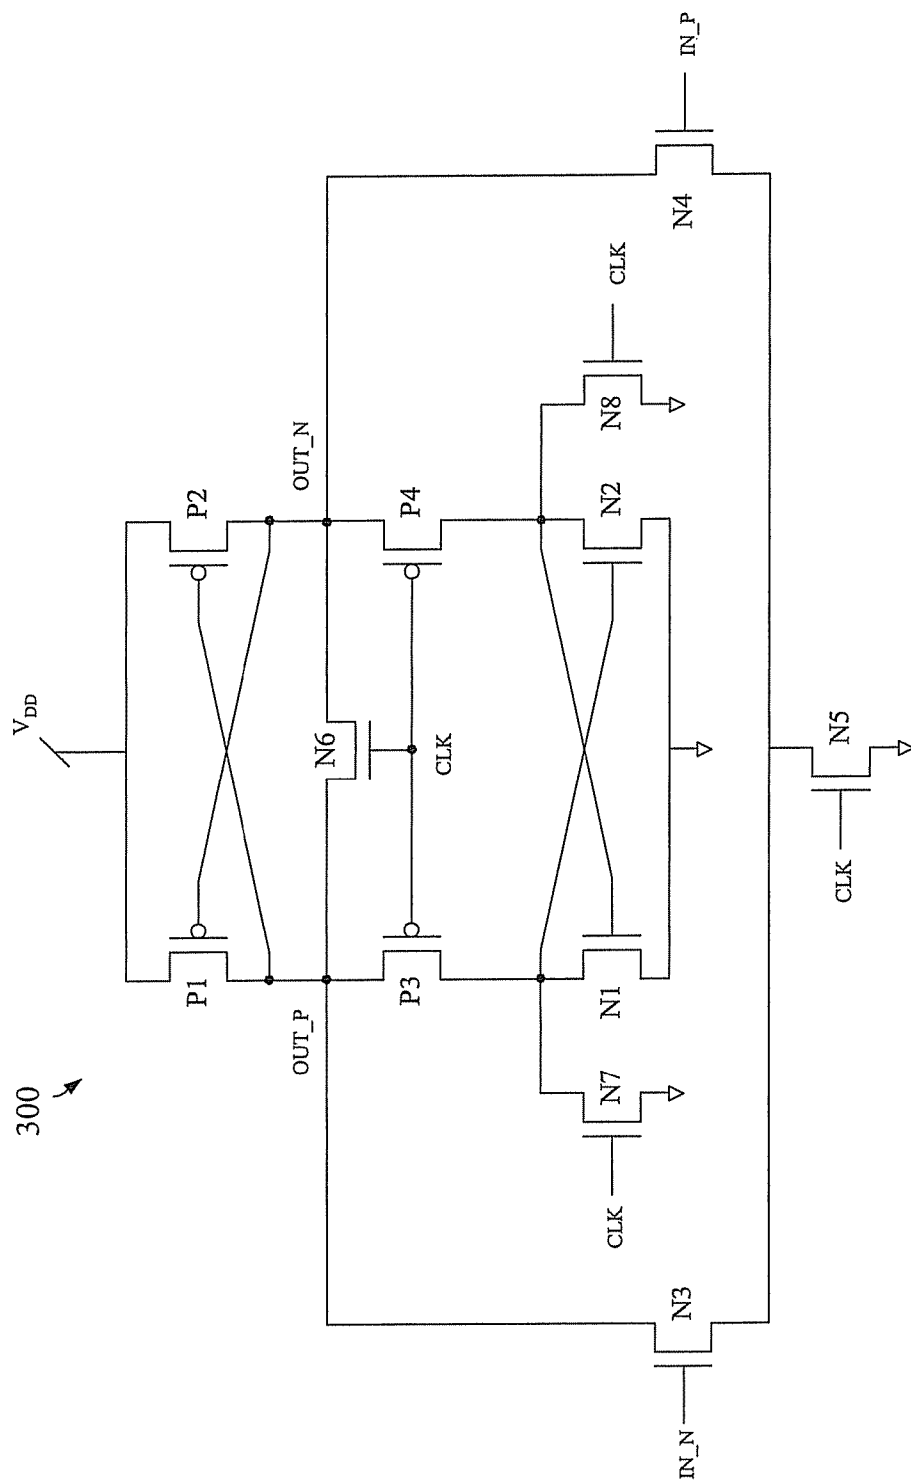 300
V_DD
P1
P2
OUT_P
OUT_N
N6
P3
CLK
P4
N7
N1
N2
N8
CLK
CLK
N3
N4
IN_N
IN_P
CLK
N5